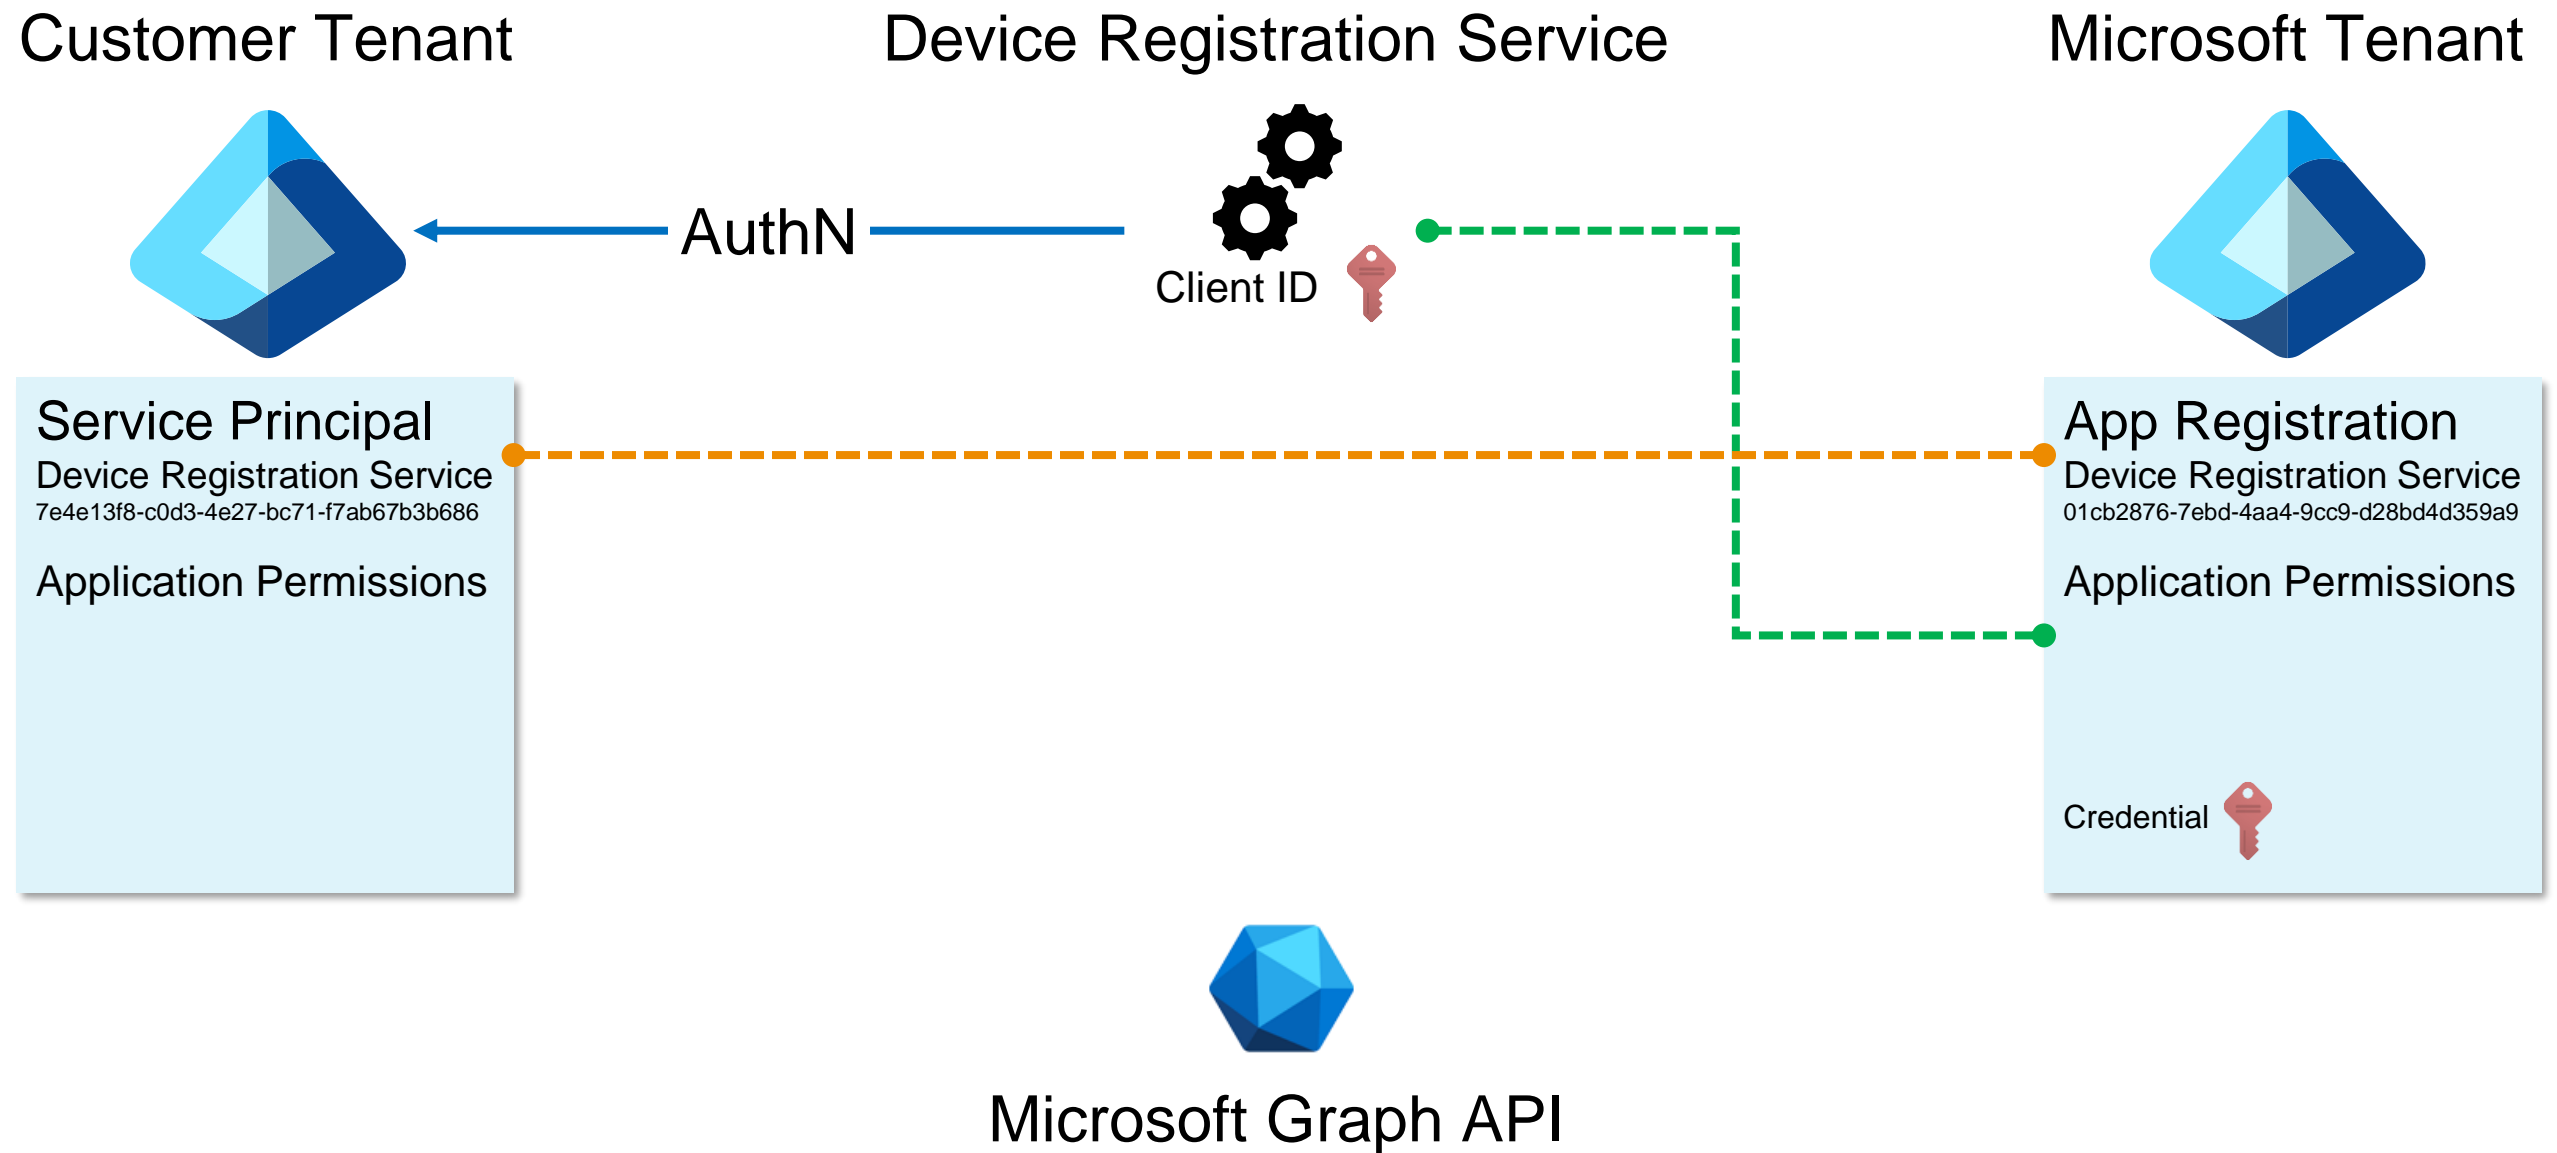 Customer Tenant
Device Registration Service
Microsoft Tenant
AuthN
Client ID
Service Principal
Device Registration Service
7e4e13f8-c0d3-4e27-bc71-f7ab67b3b686
Application Permissions
App Registration
Device Registration Service
01cb2876-7ebd-4aa4-9cc9-d28bd4d359a9
Application Permissions
Credential
Microsoft Graph API